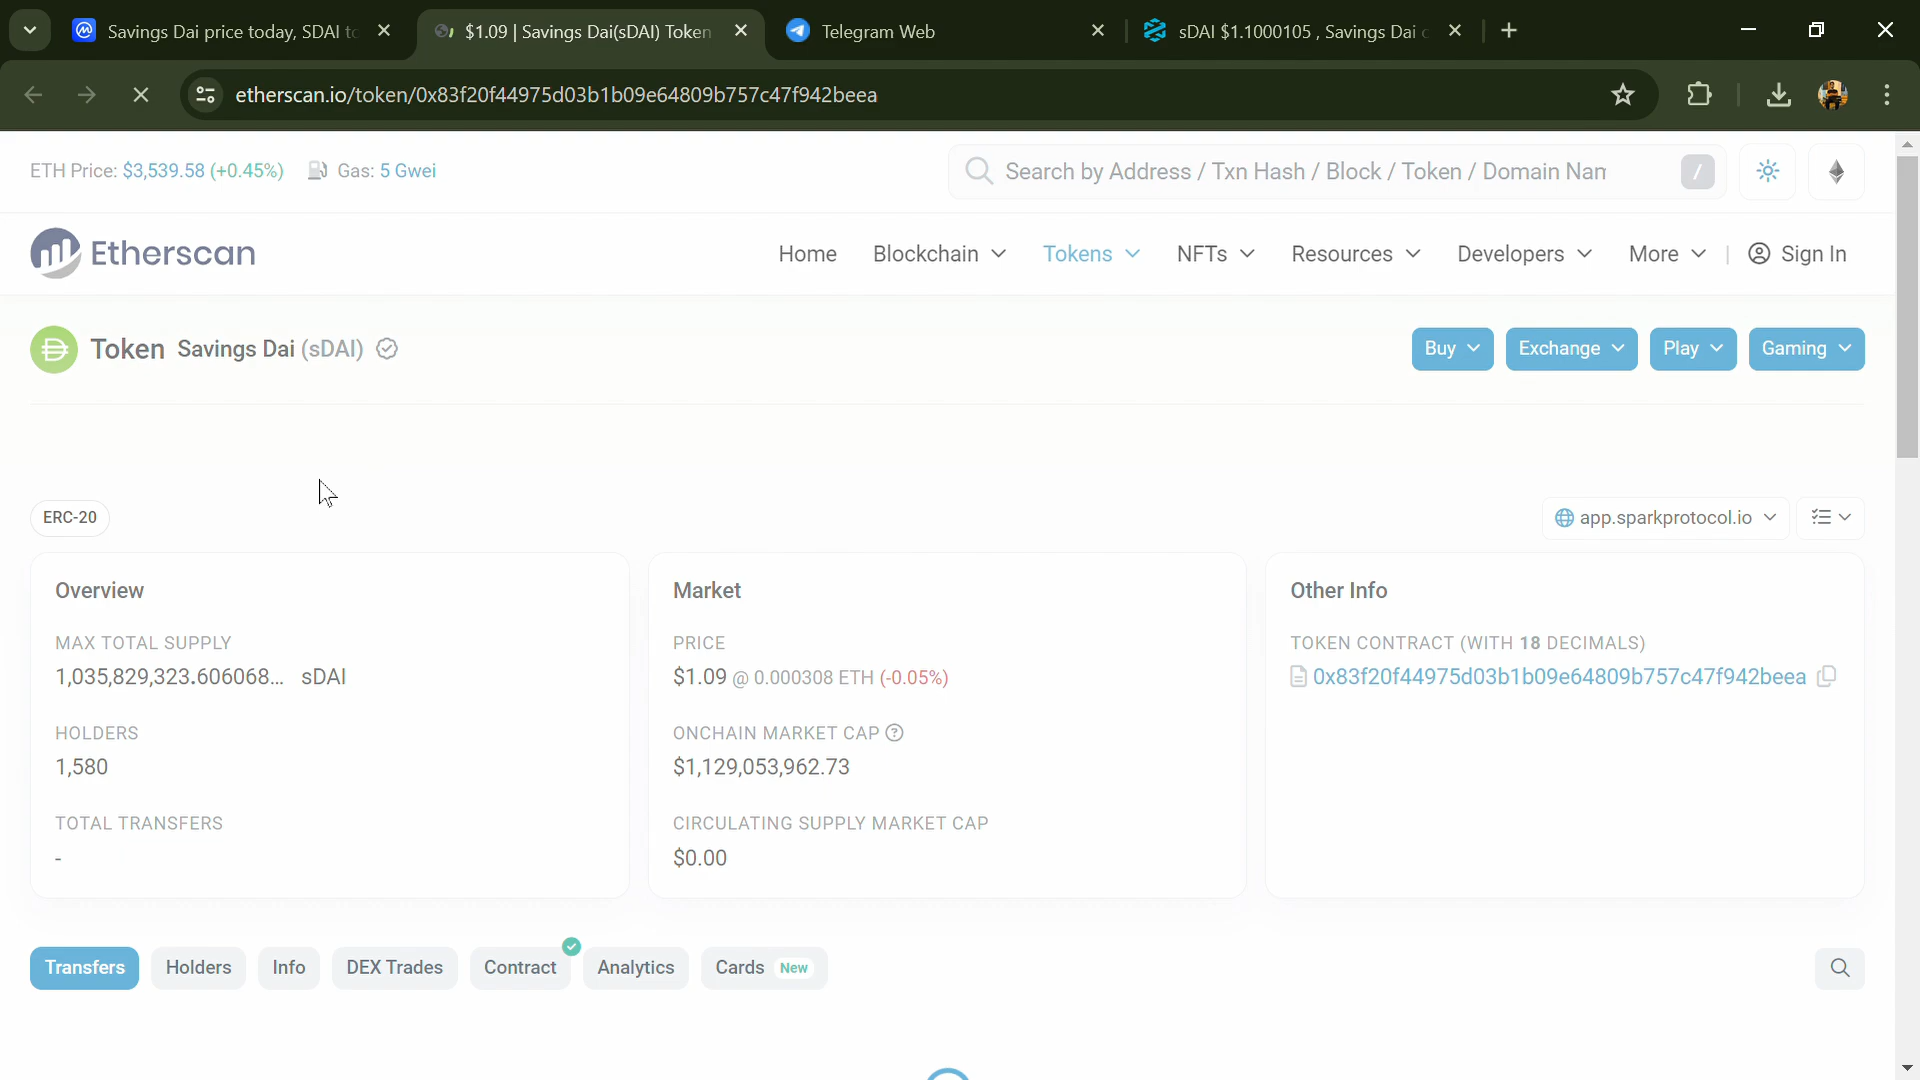 Savings Dai price today, SDAI to
$1.09 | Savings Dai(sDAI) Token
Telegram Web
sDAI $1.1000105 , Savings Dai
etherscan.io/token/0x83f20f44975d03b1b09e64809b757c47f942beea
ETH Price: $3,539.58 (+0.45%) Gas: 5 Gwei
Search by Address / Txn Hash / Block / Token / Domain Nam
/
Etherscan
Home Blockchain Tokens NFTs Resources Developers More | Sign In
Token Savings Dai (sDAI)
Buy Exchange Play Gaming
ERC-20
app.sparkprotocol.io
Overview
MAX TOTAL SUPPLY
1,035,829,323.606068... sDAI
HOLDERS
1,580
TOTAL TRANSFERS
-
Market
PRICE
$1.09 @ 0.000308 ETH (-0.05%)
ONCHAIN MARKET CAP
$1,129,053,962.73
CIRCULATING SUPPLY MARKET CAP
$0.00
Other Info
TOKEN CONTRACT (WITH 18 DECIMALS)
0x83f20f44975d03b1b09e64809b757c47f942beea
Transfers Holders Info DEX Trades Contract Analytics Cards New